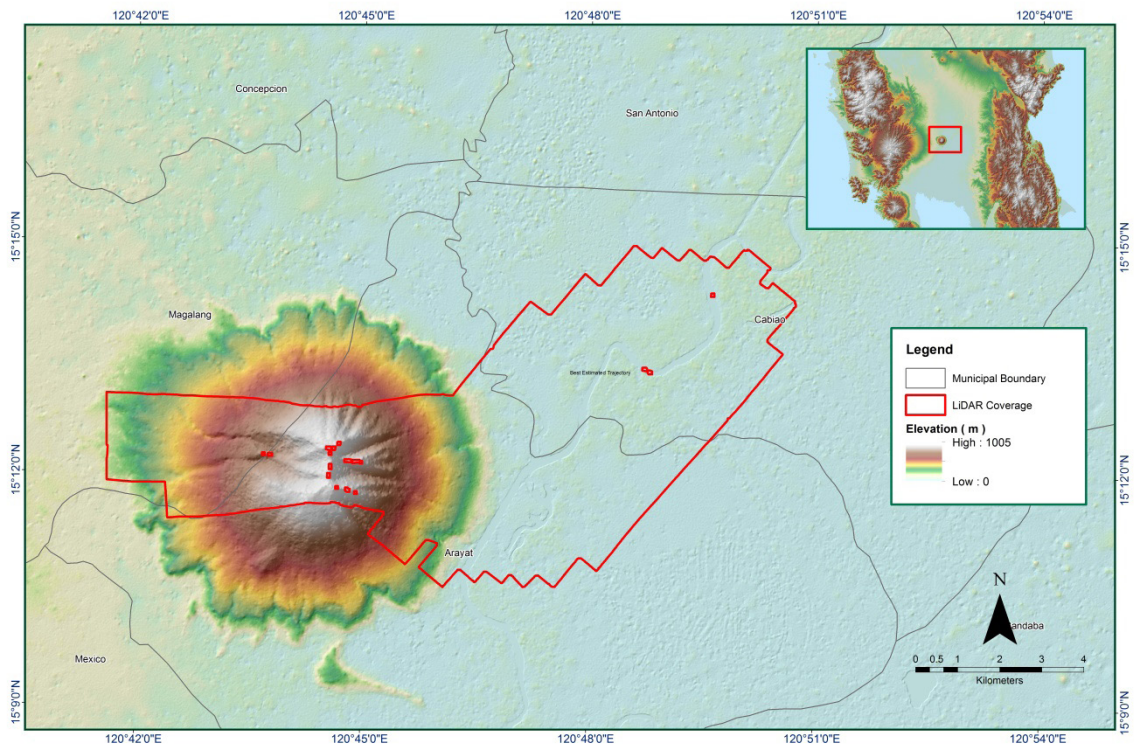 120°42'0"E 120°45'0"E 120°48'0"E 120°51'0"E 120°54'0"E
Concepcion
San Antonio
15°15'0"N 15°15'0"N
Magalang
Cabiao
Legend
Municipal Boundary
LiDAR Coverage
Elevation ( m )
High : 1005
Low : 0
Best Estimated Trajectory
15°12'0"N 15°12'0"N
Arayat
N
andaba
Mexico
0 0.5 1 2 3 4
Kilometers
15°9'0"N 15°9'0"N
120°42'0"E 120°45'0"E 120°48'0"E 120°51'0"E 120°54'0"E